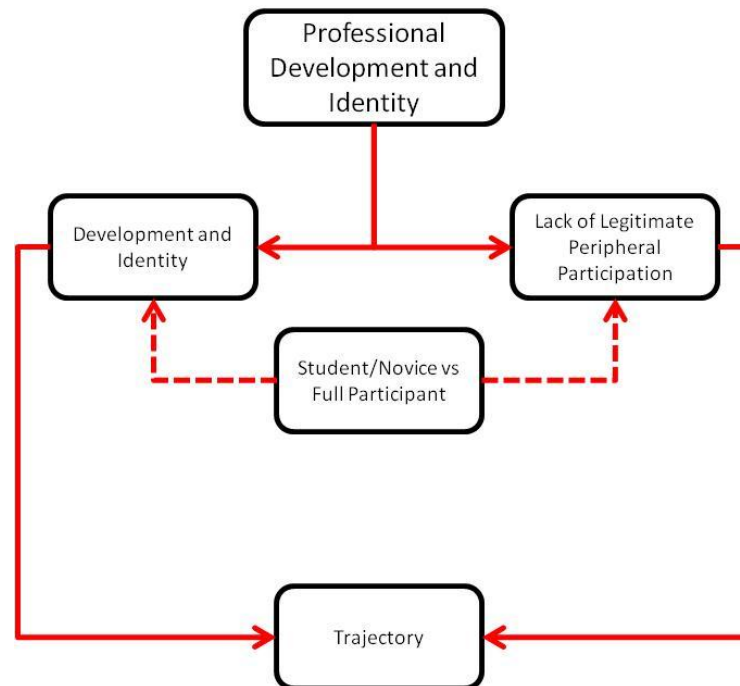 Professional
Development and
Identity
Development and
Identity
Lack of Legitimate
Peripheral
Participation
Student/Novice vs
Full Participant
Trajectory